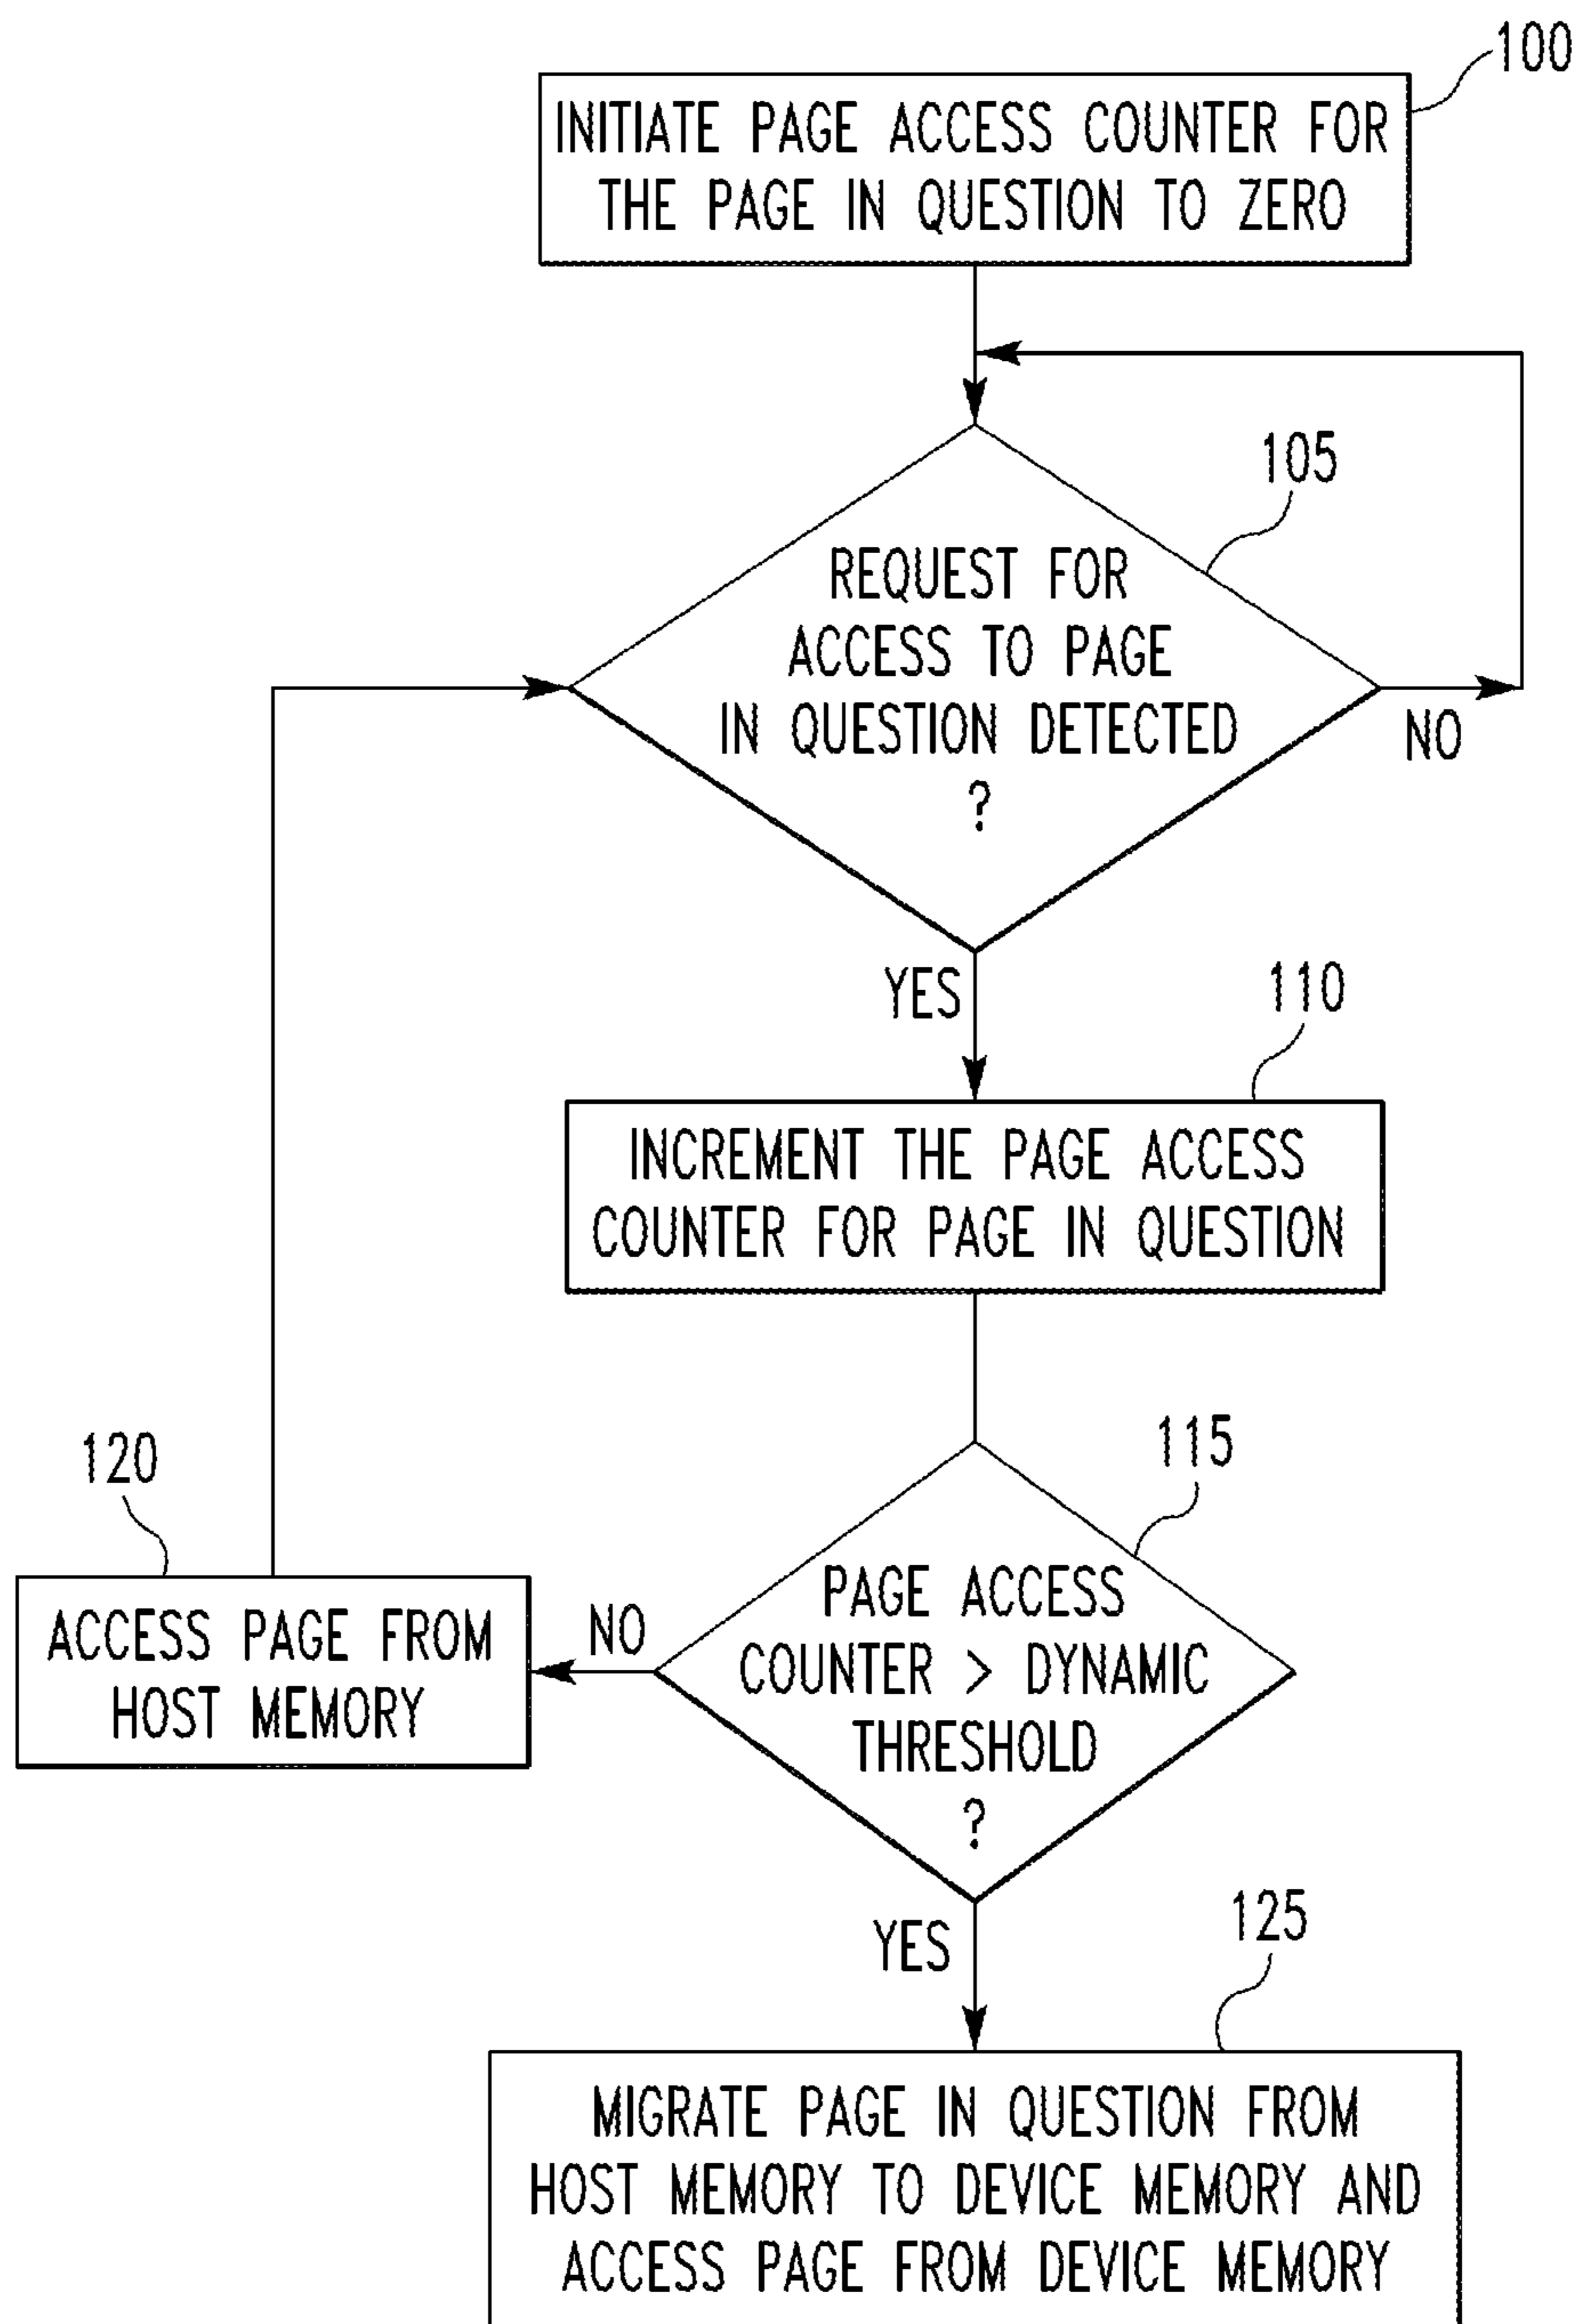 100
INITIATE PAGE ACCESS COUNTER FOR
THE PAGE IN QUESTION TO ZERO
105
REQUEST FOR
ACCESS TO PAGE
IN QUESTION DETECTED
?
NO
YES
110
INCREMENT THE PAGE ACCESS
COUNTER FOR PAGE IN QUESTION
115
PAGE ACCESS
COUNTER > DYNAMIC
THRESHOLD
?
NO
120
ACCESS PAGE FROM
HOST MEMORY
YES
125
MIGRATE PAGE IN QUESTION FROM
HOST MEMORY TO DEVICE MEMORY AND
ACCESS PAGE FROM DEVICE MEMORY